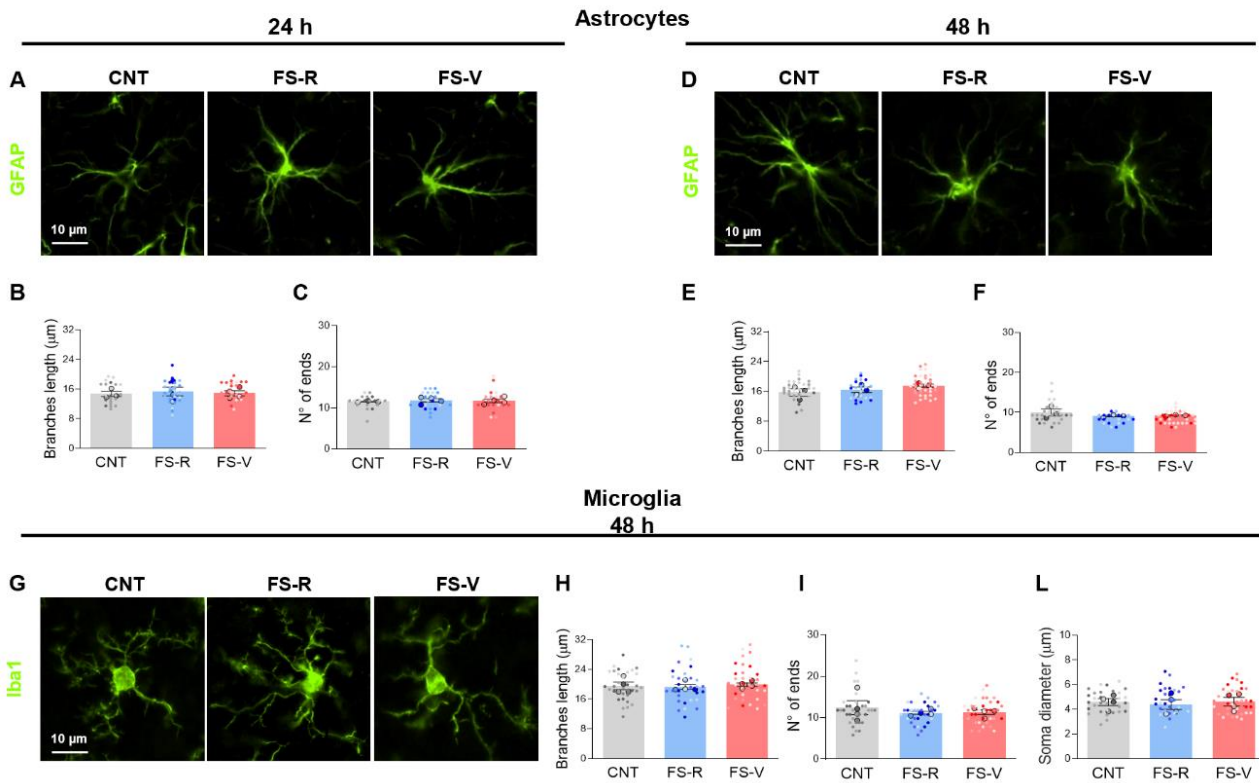 Astrocytes
24 h
48 h
A
CNT
FS-R
FS-V
GFAP
10 µm
D
CNT
FS-R
FS-V
GFAP
10 µm
B
Branches length (µm)
32
24
16
8
0
CNT
FS-R
FS-V
C
N° of ends
30
20
10
0
CNT
FS-R
FS-V
E
Branches length (µm)
32
24
16
8
0
CNT
FS-R
FS-V
F
N° of ends
30
20
10
0
CNT
FS-R
FS-V
Microglia
48 h
G
CNT
FS-R
FS-V
Iba1
10 µm
H
Branches length (µm)
32
24
16
8
0
CNT
FS-R
FS-V
I
N° of ends
30
20
10
0
CNT
FS-R
FS-V
L
Soma diameter (µm)
10
8
6
4
2
0
CNT
FS-R
FS-V